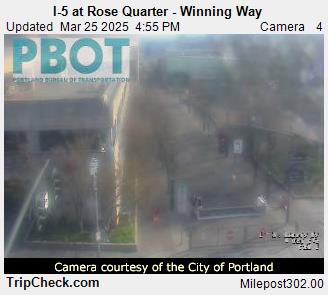 I-5 at Rose Quarter - Winning Way
Updated Mar 25 2025 4:55 PM Camera 4
PBOT
PORTLAND BUREAU OF TRANSPORTATION
Camera courtesy of the City of Portland
TripCheck.com Milepost302.00